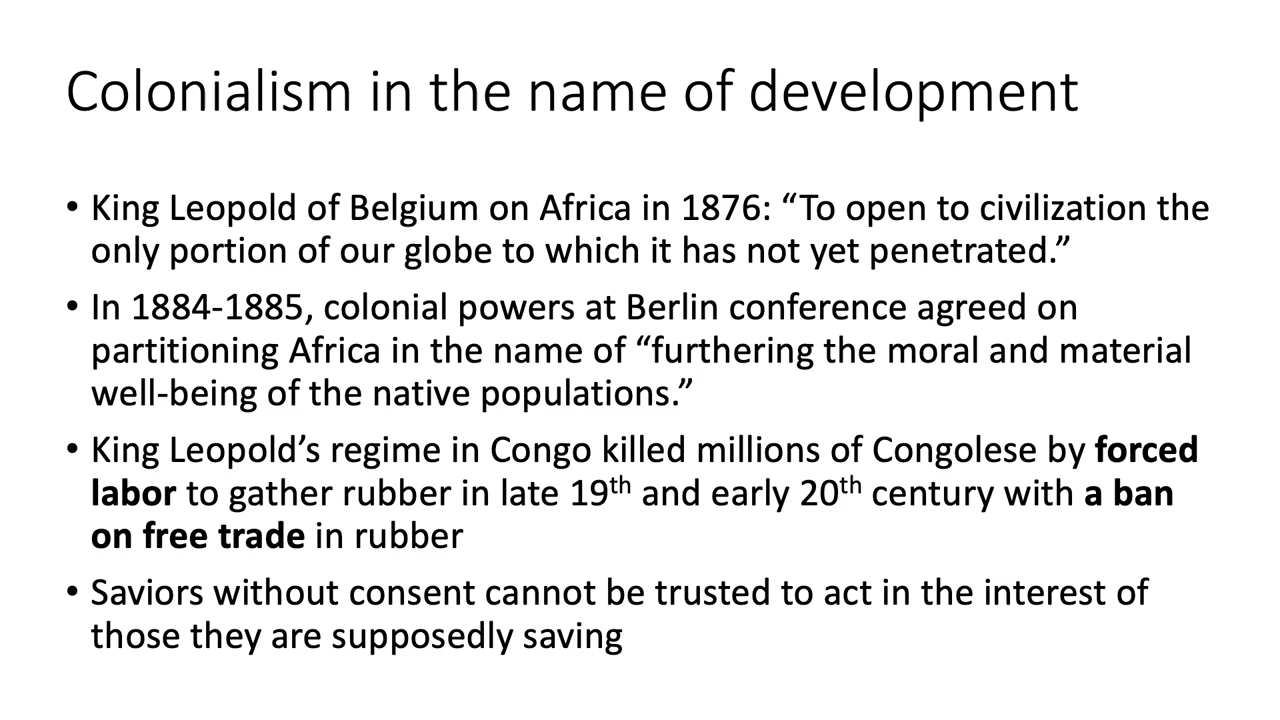 Colonialism in the name of development
• King Leopold of Belgium on Africa in 1876: “To open to civilization the
only portion of our globe to which it has not yet penetrated.”
• In 1884-1885, colonial powers at Berlin conference agreed on
partitioning Africa in the name of “furthering the moral and material
well-being of the native populations.”
• King Leopold’s regime in Congo killed millions of Congolese by forced
labor to gather rubber in late 19th and early 20th century with a ban
on free trade in rubber
• Saviors without consent cannot be trusted to act in the interest of
those they are supposedly saving